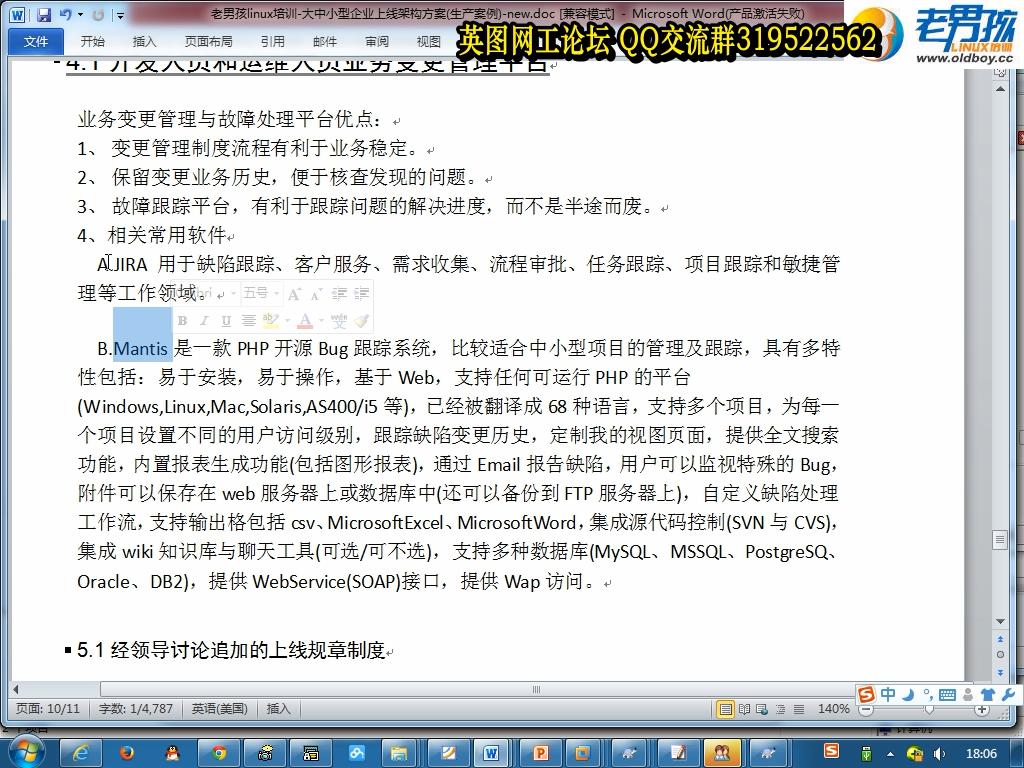 老男孩linux培训-大中小型企业上线架构方案(生产案例)-new.doc [兼容模式] - Microsoft Word(产品激活失败)
文件 开始 插入 页面布局 引用 邮件 审阅 视图
英图网工论坛 QQ交流群319522562
老男孩
LINUX培训
www.oldboy.cc
4.1 开发人员和运维人员业务变更管理平台
业务变更管理与故障处理平台优点：
1、 变更管理制度流程有利于业务稳定。
2、 保留变更业务历史，便于核查发现的问题。
3、 故障跟踪平台，有利于跟踪问题的解决进度，而不是半途而废。
4、相关常用软件
A.JIRA 用于缺陷跟踪、客户服务、需求收集、流程审批、任务跟踪、项目跟踪和敏捷管
理等工作领域。
五号
B.Mantis 是一款 PHP 开源 Bug 跟踪系统，比较适合中小型项目的管理及跟踪，具有多特
性包括：易于安装，易于操作，基于 Web，支持任何可运行 PHP 的平台
(Windows,Linux,Mac,Solaris,AS400/i5 等)，已经被翻译成 68 种语言，支持多个项目，为每一
个项目设置不同的用户访问级别，跟踪缺陷变更历史，定制我的视图页面，提供全文搜索
功能，内置报表生成功能(包括图形报表)，通过 Email 报告缺陷，用户可以监视特殊的 Bug，
附件可以保存在 web 服务器上或数据库中(还可以备份到 FTP 服务器上)，自定义缺陷处理
工作流，支持输出格包括 csv、MicrosoftExcel、MicrosoftWord，集成源代码控制(SVN 与 CVS)，
集成 wiki 知识库与聊天工具(可选/可不选)，支持多种数据库(MySQL、MSSQL、PostgreSQ、
Oracle、DB2)，提供 WebService(SOAP)接口，提供 Wap 访问。
5.1 经领导讨论追加的上线规章制度
页面: 10/11 字数: 1/4,787 英语(美国) 插入 140%
中
18:06